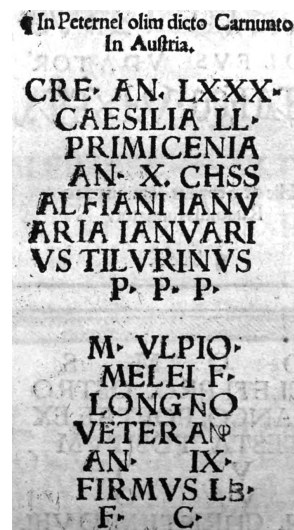 ¶ In Peternel olim dicto Carnunto
In Auſtria.
CRE· AN· LXXX·
CAESILIA LL·
PRIMICENIA
AN· X. CHSS
ALFIANI IANV
ARIA IANVARI
VS TILVRINVS
P· P· P·
M· VLPIO·
MELEI F·
LONGÑO
VETERAN
AN· IX·
FIRMVS LB·
F· C·